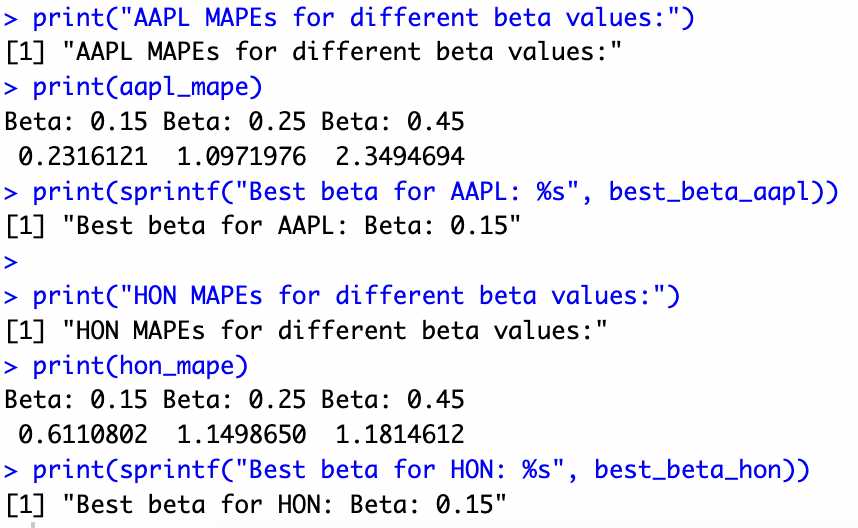 > print("AAPL MAPEs for different beta values:")
[1] "AAPL MAPEs for different beta values:"
> print(aapl_mape)
Beta: 0.15 Beta: 0.25 Beta: 0.45
 0.2316121  1.0971976  2.3494694
> print(sprintf("Best beta for AAPL: %s", best_beta_aapl))
[1] "Best beta for AAPL: Beta: 0.15"
>
> print("HON MAPEs for different beta values:")
[1] "HON MAPEs for different beta values:"
> print(hon_mape)
Beta: 0.15 Beta: 0.25 Beta: 0.45
 0.6110802  1.1498650  1.1814612
> print(sprintf("Best beta for HON: %s", best_beta_hon))
[1] "Best beta for HON: Beta: 0.15"